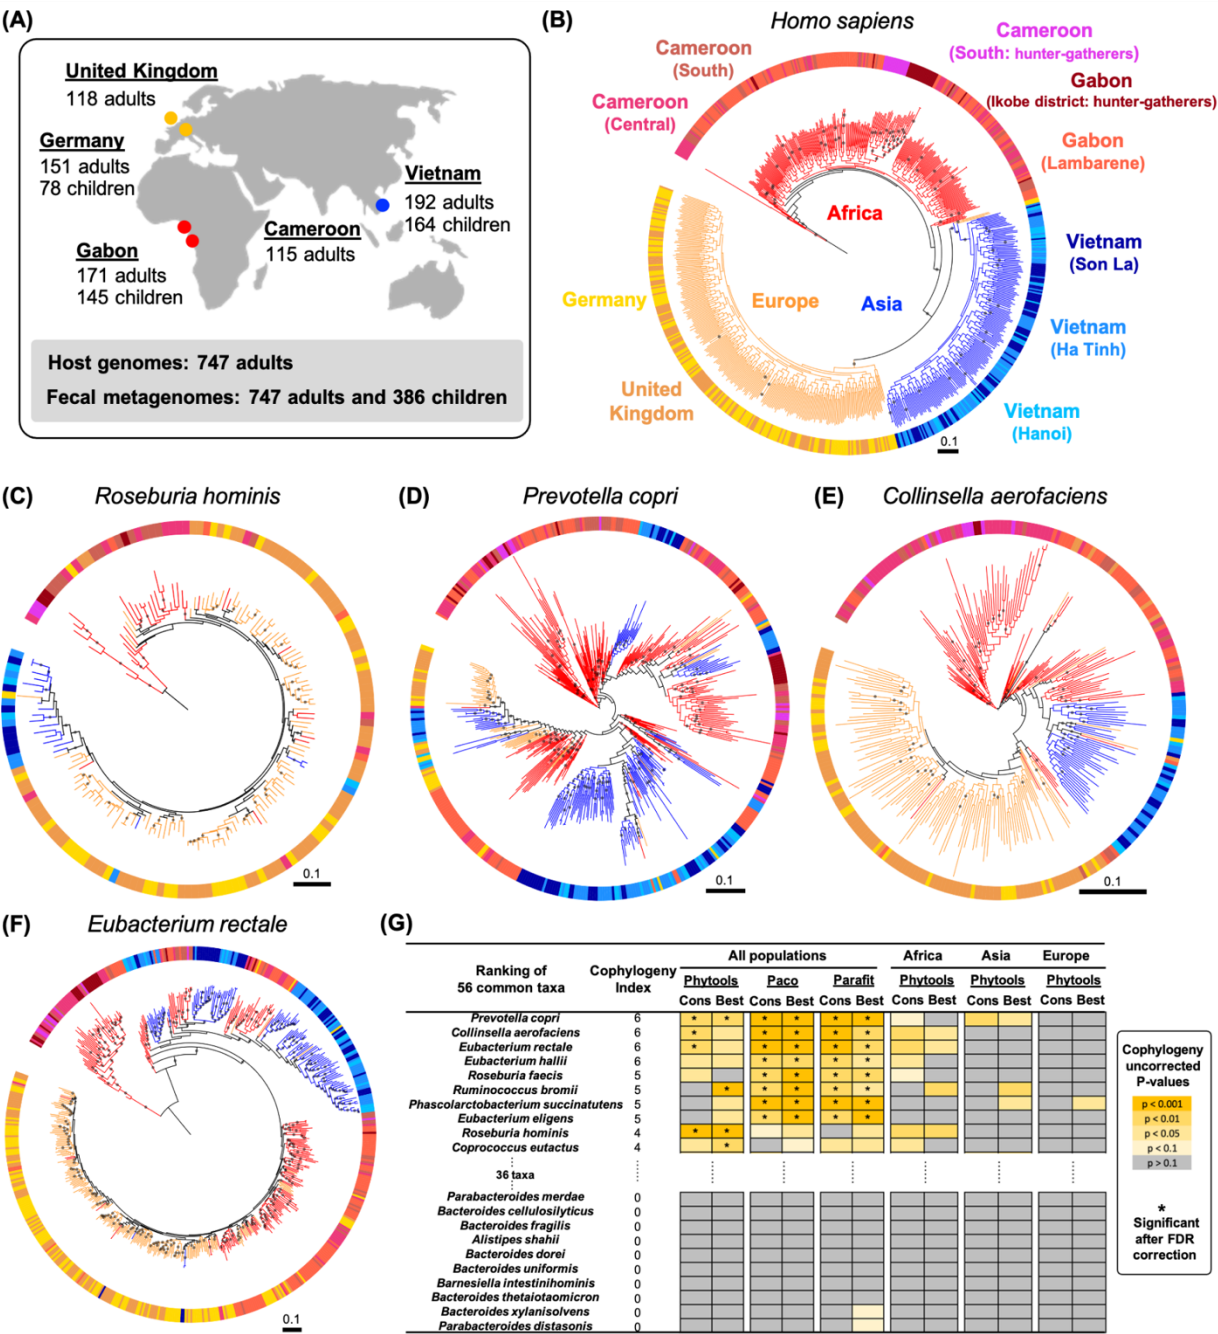 (A)
United Kingdom
118 adults
Germany
151 adults
78 children
Vietnam
192 adults
164 children
Cameroon
115 adults
Gabon
171 adults
145 children
Host genomes: 747 adults
Fecal metagenomes: 747 adults and 386 children
(B)
Homo sapiens
Cameroon
(South)
Cameroon
(Central)
Cameroon
(South: hunter-gatherers)
Gabon
(Ikobe district: hunter-gatherers)
Gabon
(Lambarene)
Africa
Vietnam
(Son La)
Germany
Europe
Asia
Vietnam
(Ha Tinh)
United
Kingdom
Vietnam
(Hanoi)
0.1
(C)
Roseburia hominis
0.1
(D)
Prevotella copri
0.1
(E)
Collinsella aerofaciens
0.1
(F)
Eubacterium rectale
0.1
(G)
All populations Africa Asia Europe
Ranking of
56 common taxa
Cophylogeny
Index
Phytools Paco Parafit Phytools Phytools Phytools
Cons Best Cons Best Cons Best Cons Best Cons Best Cons Best
Prevotella copri 6 * * * * * *
Collinsella aerofaciens 6 * * * * *
Eubacterium rectale 6 * * * * *
Eubacterium hallii 6 * * * *
Roseburia faecis 5 * * * *
Ruminococcus bromii 5 * * * * *
Phascolarctobacterium succinatutens 5 * * * *
Eubacterium eligens 5 * * * *
Roseburia hominis 4 * *
Coprococcus eutactus 4 *
36 taxa
Parabacteroides merdae 0
Bacteroides cellulosilyticus 0
Bacteroides fragilis 0
Alistipes shahii 0
Bacteroides dorei 0
Bacteroides uniformis 0
Barnesiella intestinihominis 0
Bacteroides thetaiotaomicron 0
Bacteroides xylanisolvens 0
Parabacteroides distasonis 0
Cophylogeny
uncorrected
P-values
p < 0.001
p < 0.01
p < 0.05
p < 0.1
p > 0.1
*
Significant
after FDR
correction